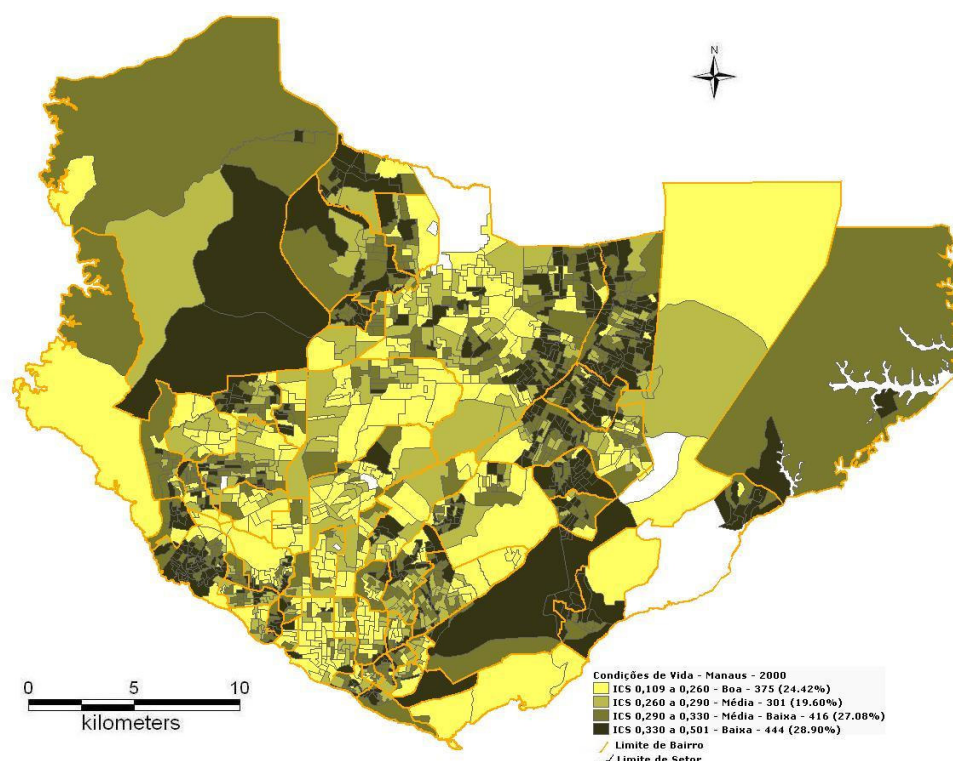 N
0 5 10
kilometers
Condições de Vida - Manaus - 2000
ICS 0,109 a 0,260 - Boa - 375 (24.42%)
ICS 0,260 a 0,290 - Média - 301 (19.60%)
ICS 0,290 a 0,330 - Média - Baixa - 416 (27.08%)
ICS 0,330 a 0,501 - Baixa - 444 (28.90%)
Limite de Bairro
Limite de Setor